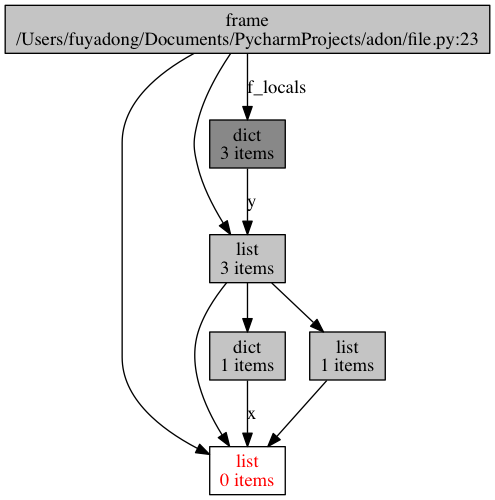 frame
/Users/fuyadong/Documents/PycharmProjects/adon/file.py:23
f_locals
dict
3 items
y
list
3 items
dict
1 items
list
1 items
x
list
0 items